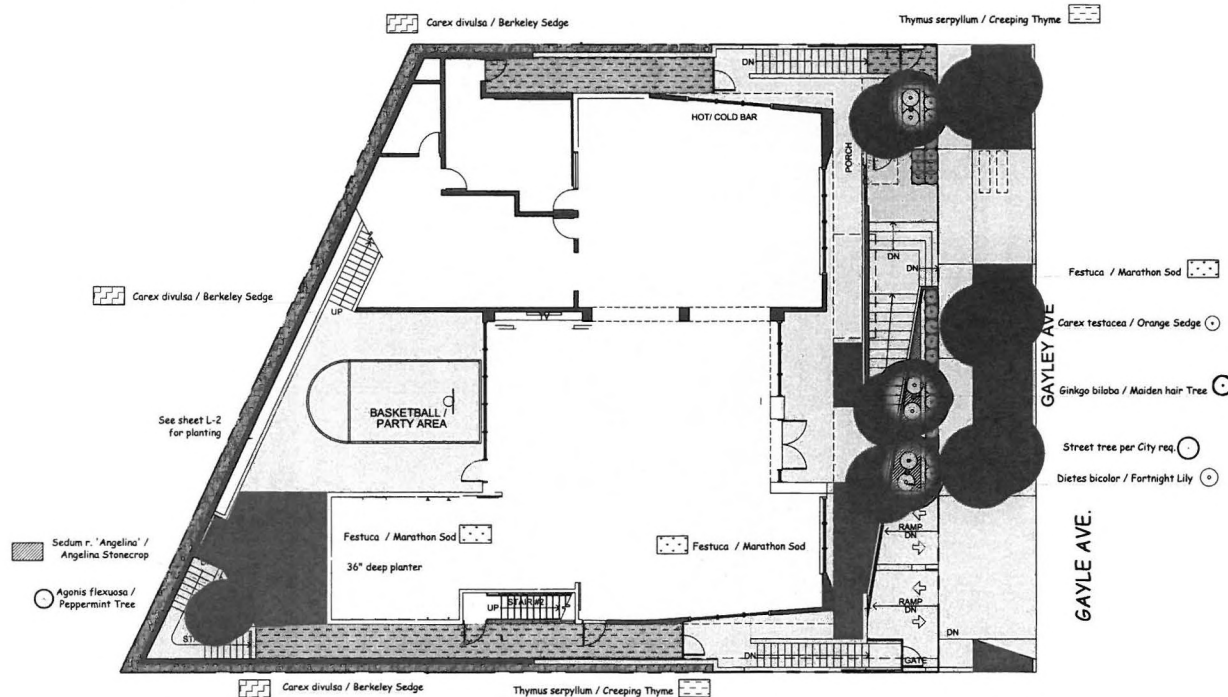 Carex divulsa / Berkeley Sedge
Thymus serpyllum / Creeping Thyme
DN
HOT/ COLD BAR
PORCH
DN
DN
UP
Carex divulsa / Berkeley Sedge
Festuca / Marathon Sod
Carex testacea / Orange Sedge
GAYLEY AVE
Ginkgo biloba / Maiden hair Tree
BASKETBALL /
PARTY AREA
See sheet L-2
for planting
Street tree per City req.
Dietes bicolor / Fortnight Lily
Festuca / Marathon Sod
Festuca / Marathon Sod
36" deep planter
Sedum r. 'Angelina' /
Angelina Stonecrop
Agonis flexuosa /
Peppermint Tree
RAMP
DN
GAYLE AVE.
UP
STAIR #2
RAMP
DN
DN
DN
GATE
Carex divulsa / Berkeley Sedge
Thymus serpyllum / Creeping Thyme